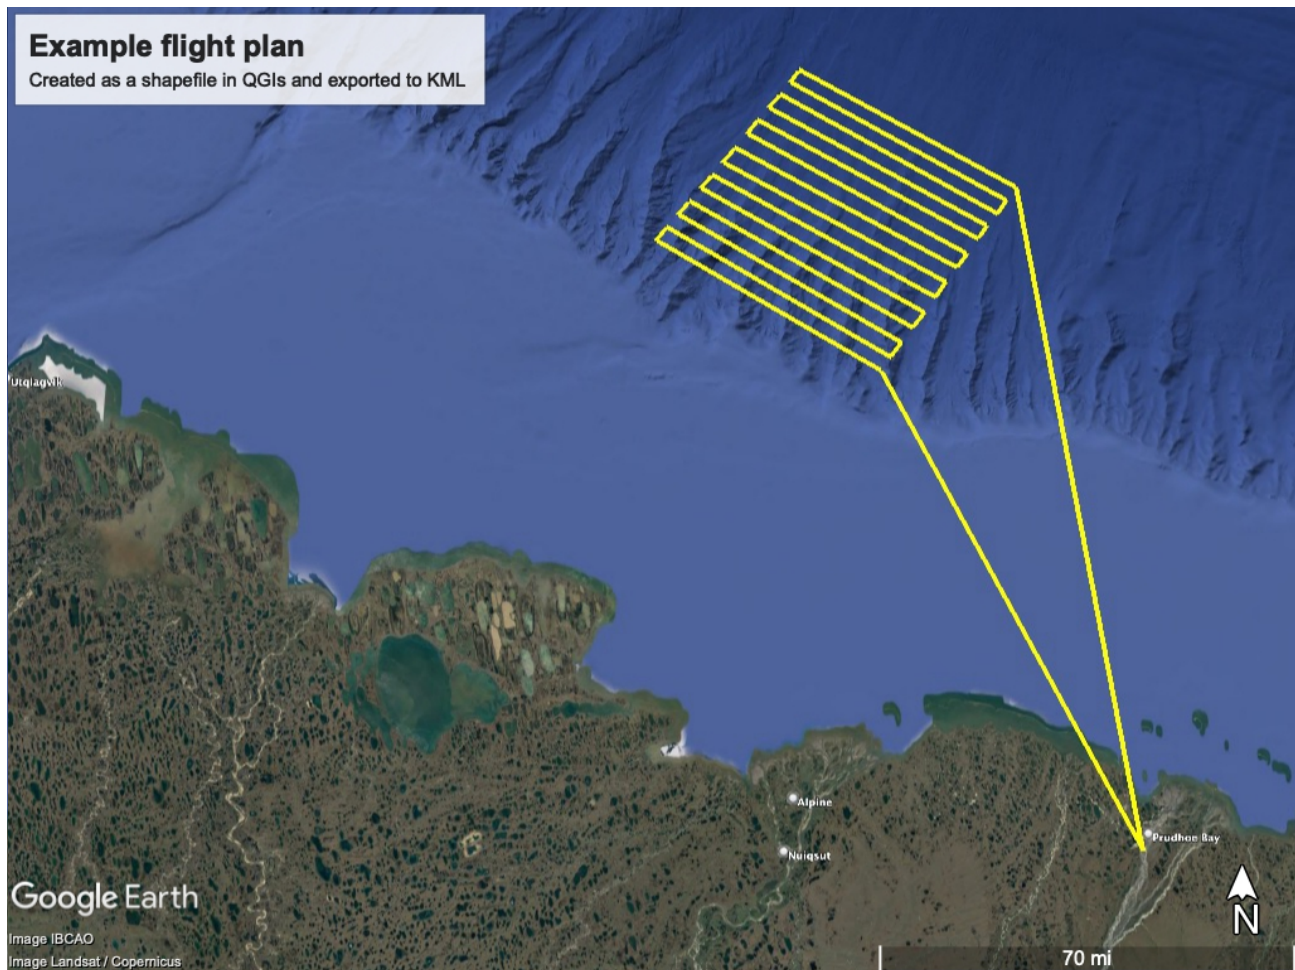 Example flight plan
Created as a shapefile in QGIs and exported to KML
Utqiagvik
Alpine
Prudhoe Bay
Nuiqsut
Google Earth
N
Image IBCAO
70 mi
Image Landsat / Copernicus